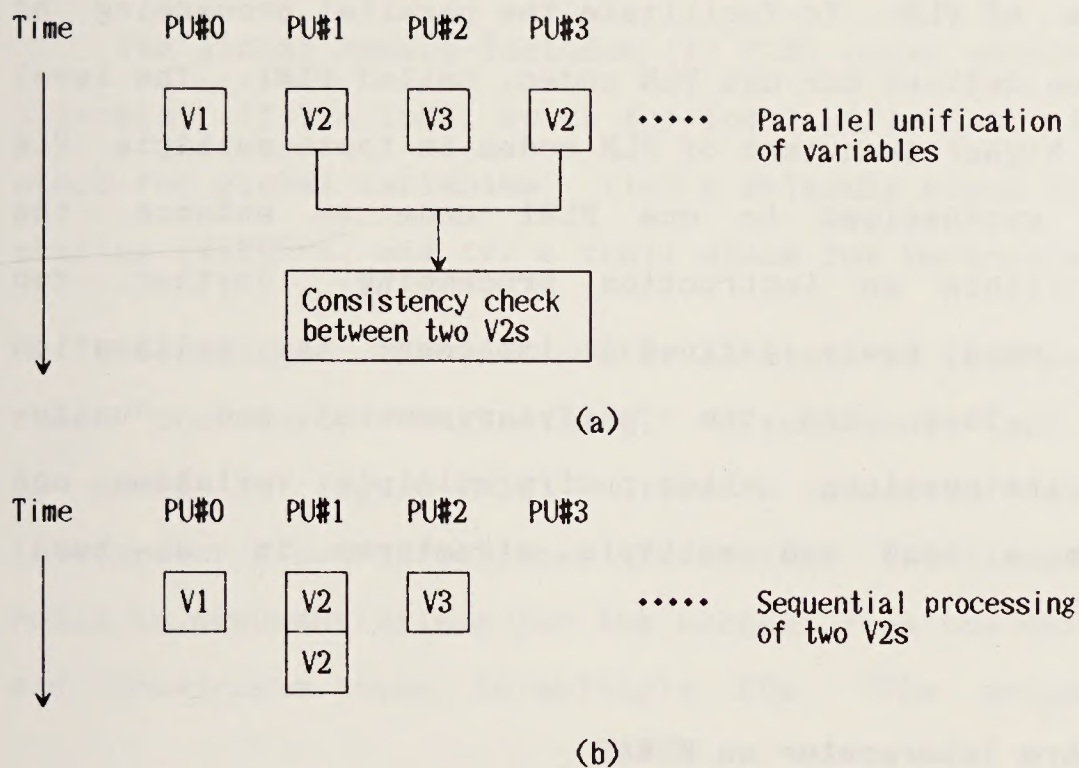 Time PU#0 PU#1 PU#2 PU#3
V1 V2 V3 V2 ••••• Parallel unification
of variables
Consistency check
between two V2s
(a)
Time PU#0 PU#1 PU#2 PU#3
V1 V2 V3 ••••• Sequential processing
of two V2s
V2
(b)